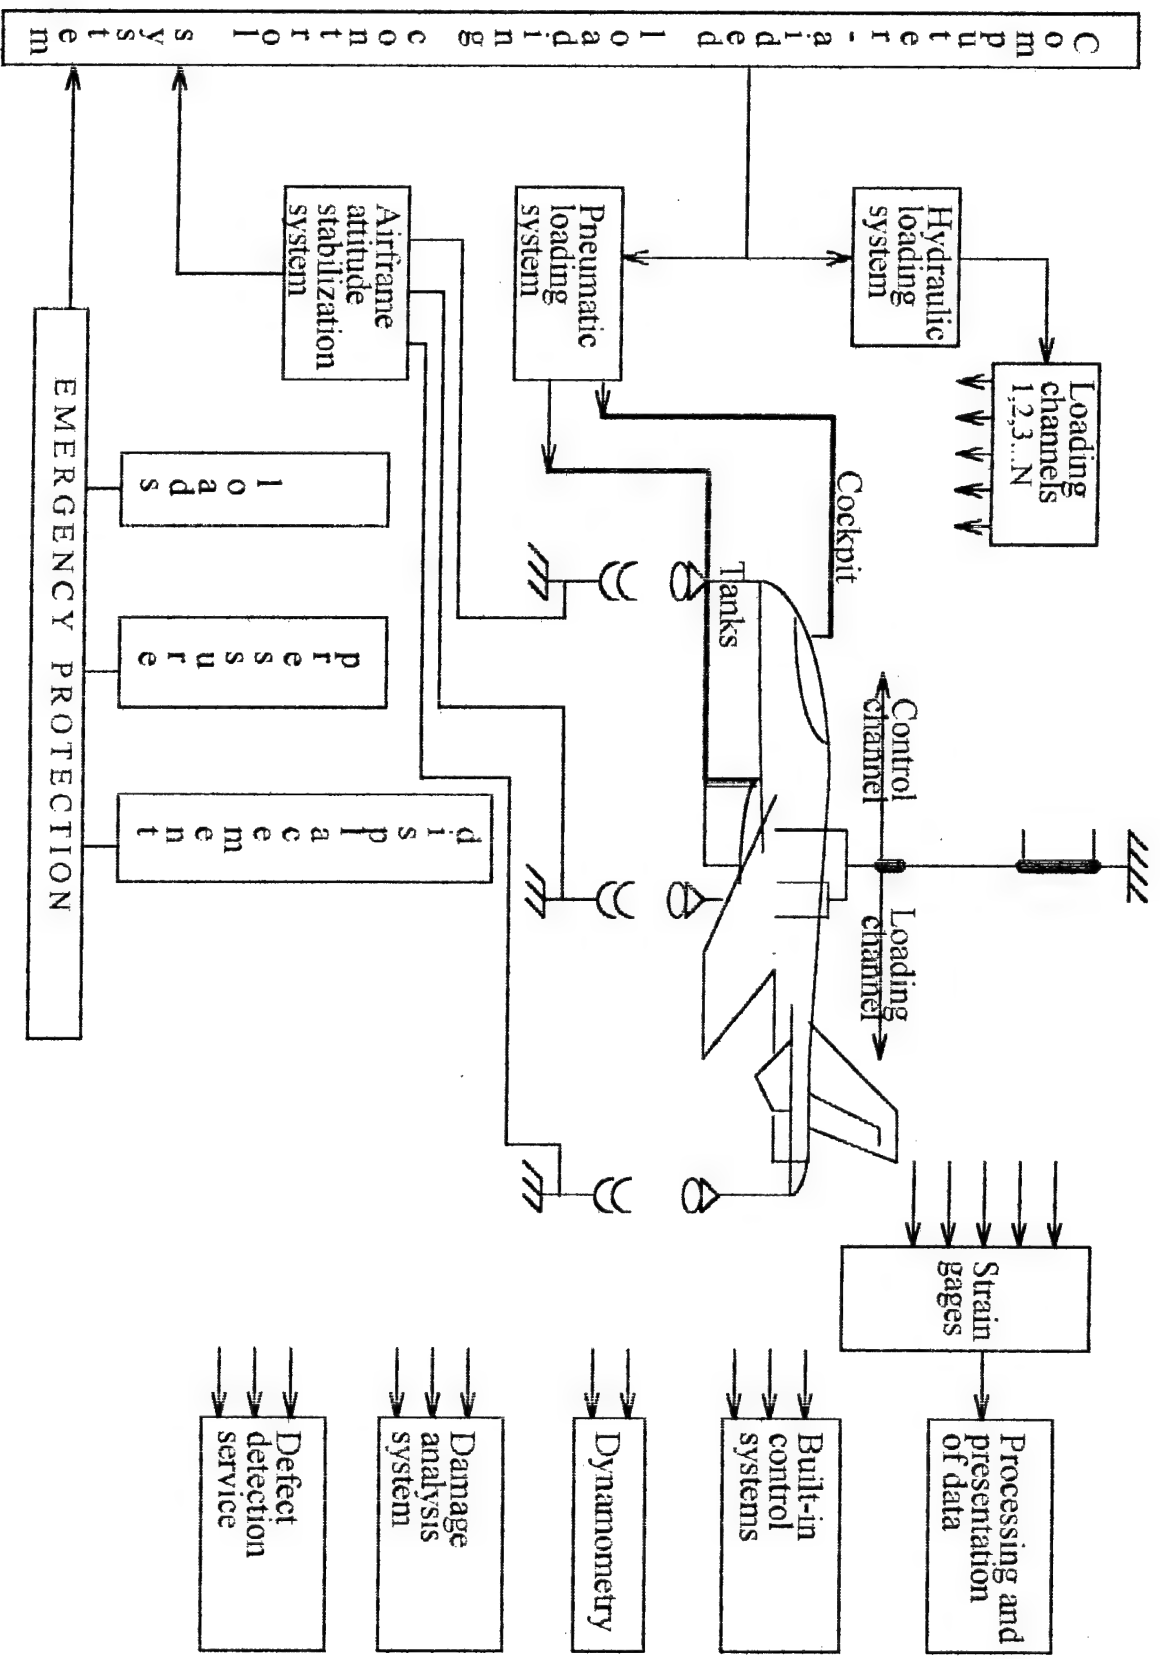 Computer-aided loading control system
Hydraulic
loading
system
Loading
channels
1,2,3...N
Pneumatic
loading
system
Cockpit
Tanks
Airframe
attitude
stabilization
system
Control
channel
Loading
channel
EMERGENCY PROTECTION
loads
pressure
displacement
Strain
gages
Processing and
presentation
of data
Built-in
control
systems
Dynamometry
Damage
analysis
system
Defect
detection
service